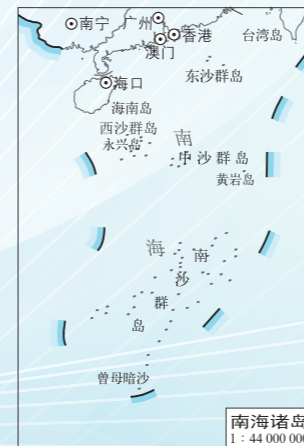 南宁
广州
香港
澳门
台湾岛
东沙群岛
海口
海南岛
西沙群岛
永兴岛
中沙群岛
黄岩岛
南
海
南
沙
群
岛
曾母暗沙
南海诸岛
1：44 000 00